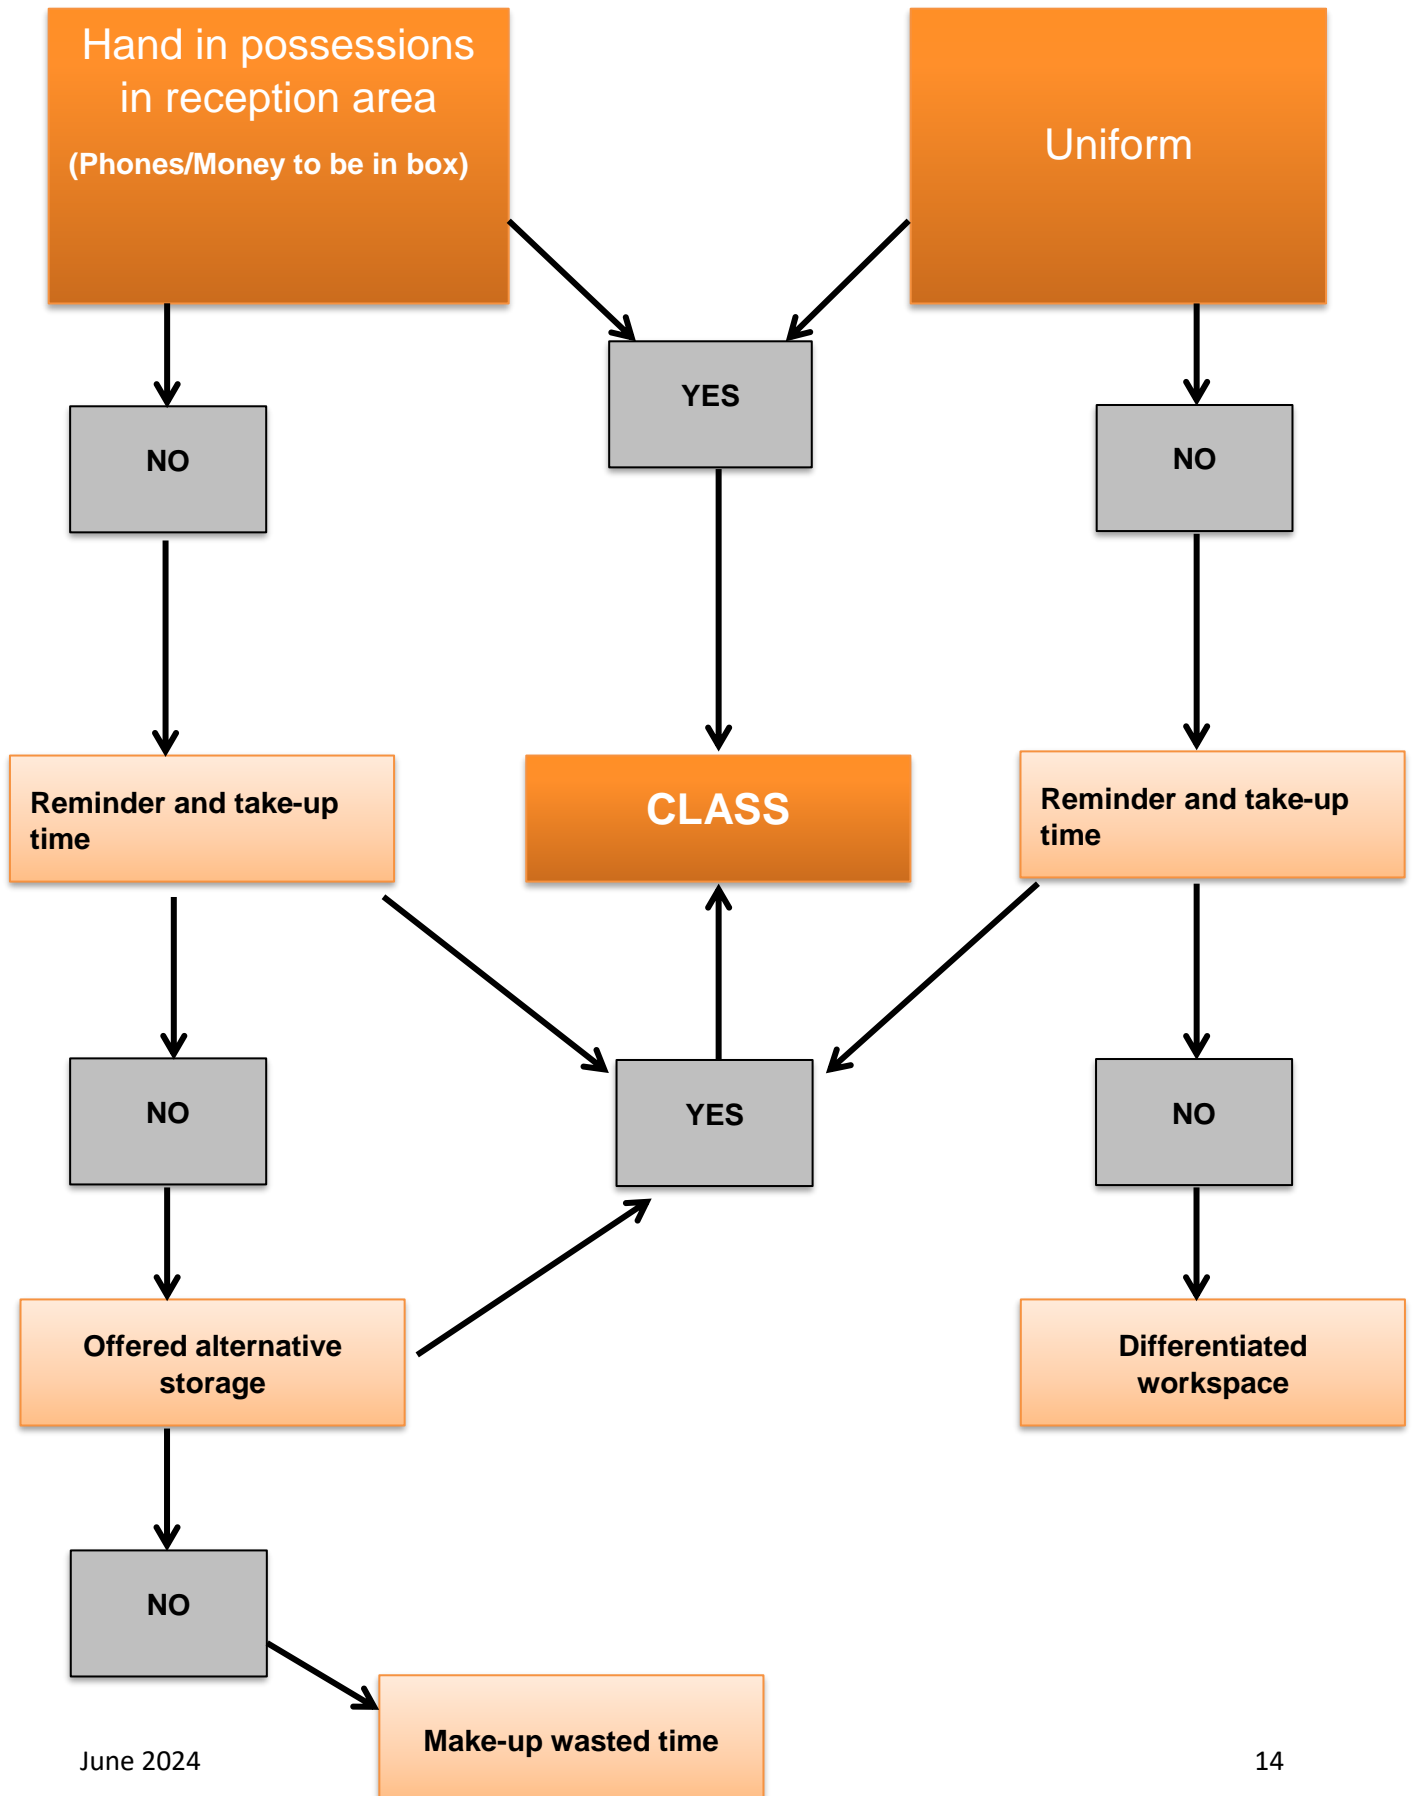 Hand in possessions
in reception area
(Phones/Money to be in box)
Uniform
YES
NO
NO
Reminder and take-up
time
CLASS
Reminder and take-up
time
NO
YES
NO
Offered alternative
storage
Differentiated
workspace
NO
Make-up wasted time
June 2024
14